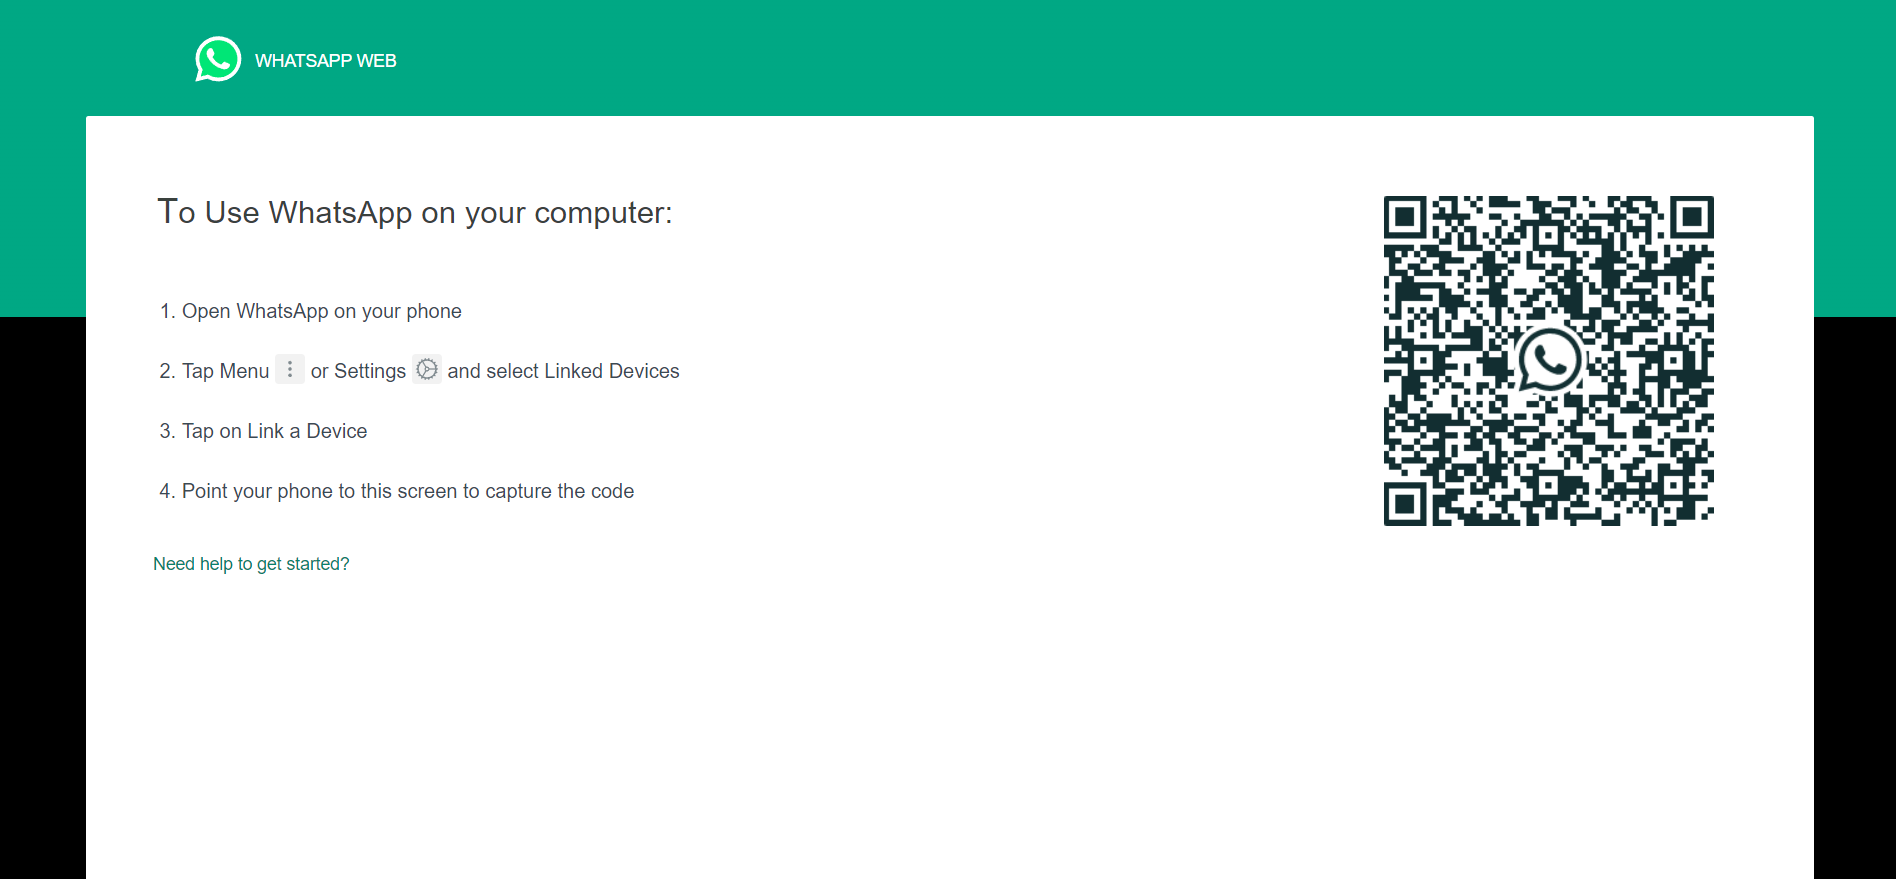 WHATSAPP WEB
To Use WhatsApp on your computer:
1. Open WhatsApp on your phone
2. Tap Menu or Settings and select Linked Devices
3. Tap on Link a Device
4. Point your phone to this screen to capture the code
Need help to get started?